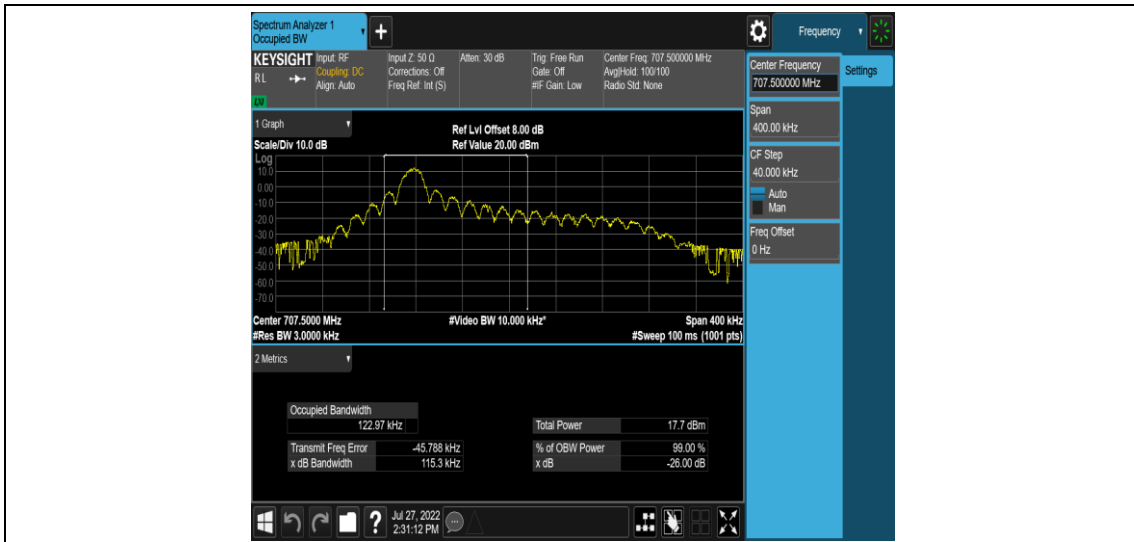 Spectrum Analyzer 1
Occupied BW
+
Frequency
KEYSIGHT
RL
LM
Input: RF
Coupling: DC
Align: Auto
Input Z: 50 Ω
Corrections: Off
Freq Ref: Int (S)
Atten: 30 dB
Trig: Free Run
Gate: Off
#IF Gain: Low
Center Freq: 707.500000 MHz
Avg|Hold: 100/100
Radio Std: None
Center Frequency
707.500000 MHz
Settings
Span
400.00 kHz
CF Step
40.000 kHz
Auto
Man
Freq Offset
0 Hz
1 Graph
Scale/Div 10.0 dB
Ref Lvl Offset 8.00 dB
Ref Value 20.00 dBm
Log
10.0
0.00
-10.0
-20.0
-30.0
-40.0
-50.0
-60.0
-70.0
Center 707.5000 MHz
#Res BW 3.0000 kHz
#Video BW 10.000 kHz*
Span 400 kHz
#Sweep 100 ms (1001 pts)
2 Metrics
Occupied Bandwidth
122.97 kHz
Transmit Freq Error -45.788 kHz
x dB Bandwidth 115.3 kHz
Total Power 17.7 dBm
% of OBW Power 99.00 %
x dB -26.00 dB
?
Jul 27, 2022
2:31:12 PM